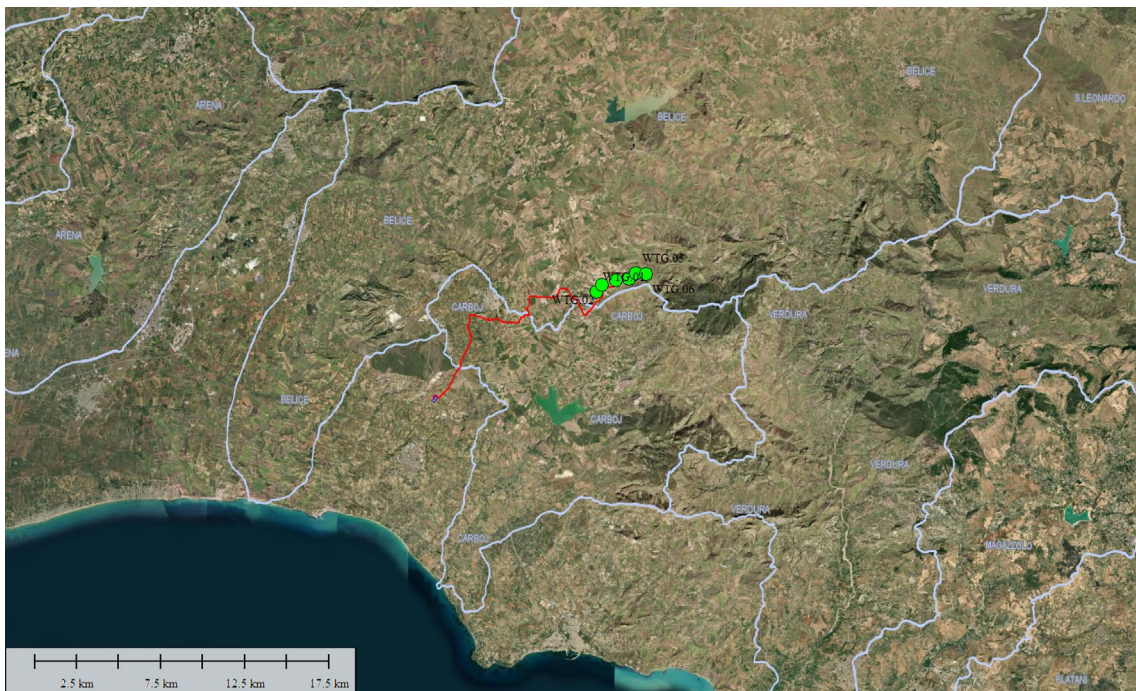 BELICE
S.LEONARDO
ARENA
BELICE
BELICE
ARENA
WTG.05
WTG.06
VERDURA
CARBOJ
WTG.02
CARBOJ
VERDURA
BELICE
CARBOJ
VERDURA
VERDURA
CARBOJ
MAGAZZOLO
PLATANI
2.5 km 7.5 km 12.5 km 17.5 km